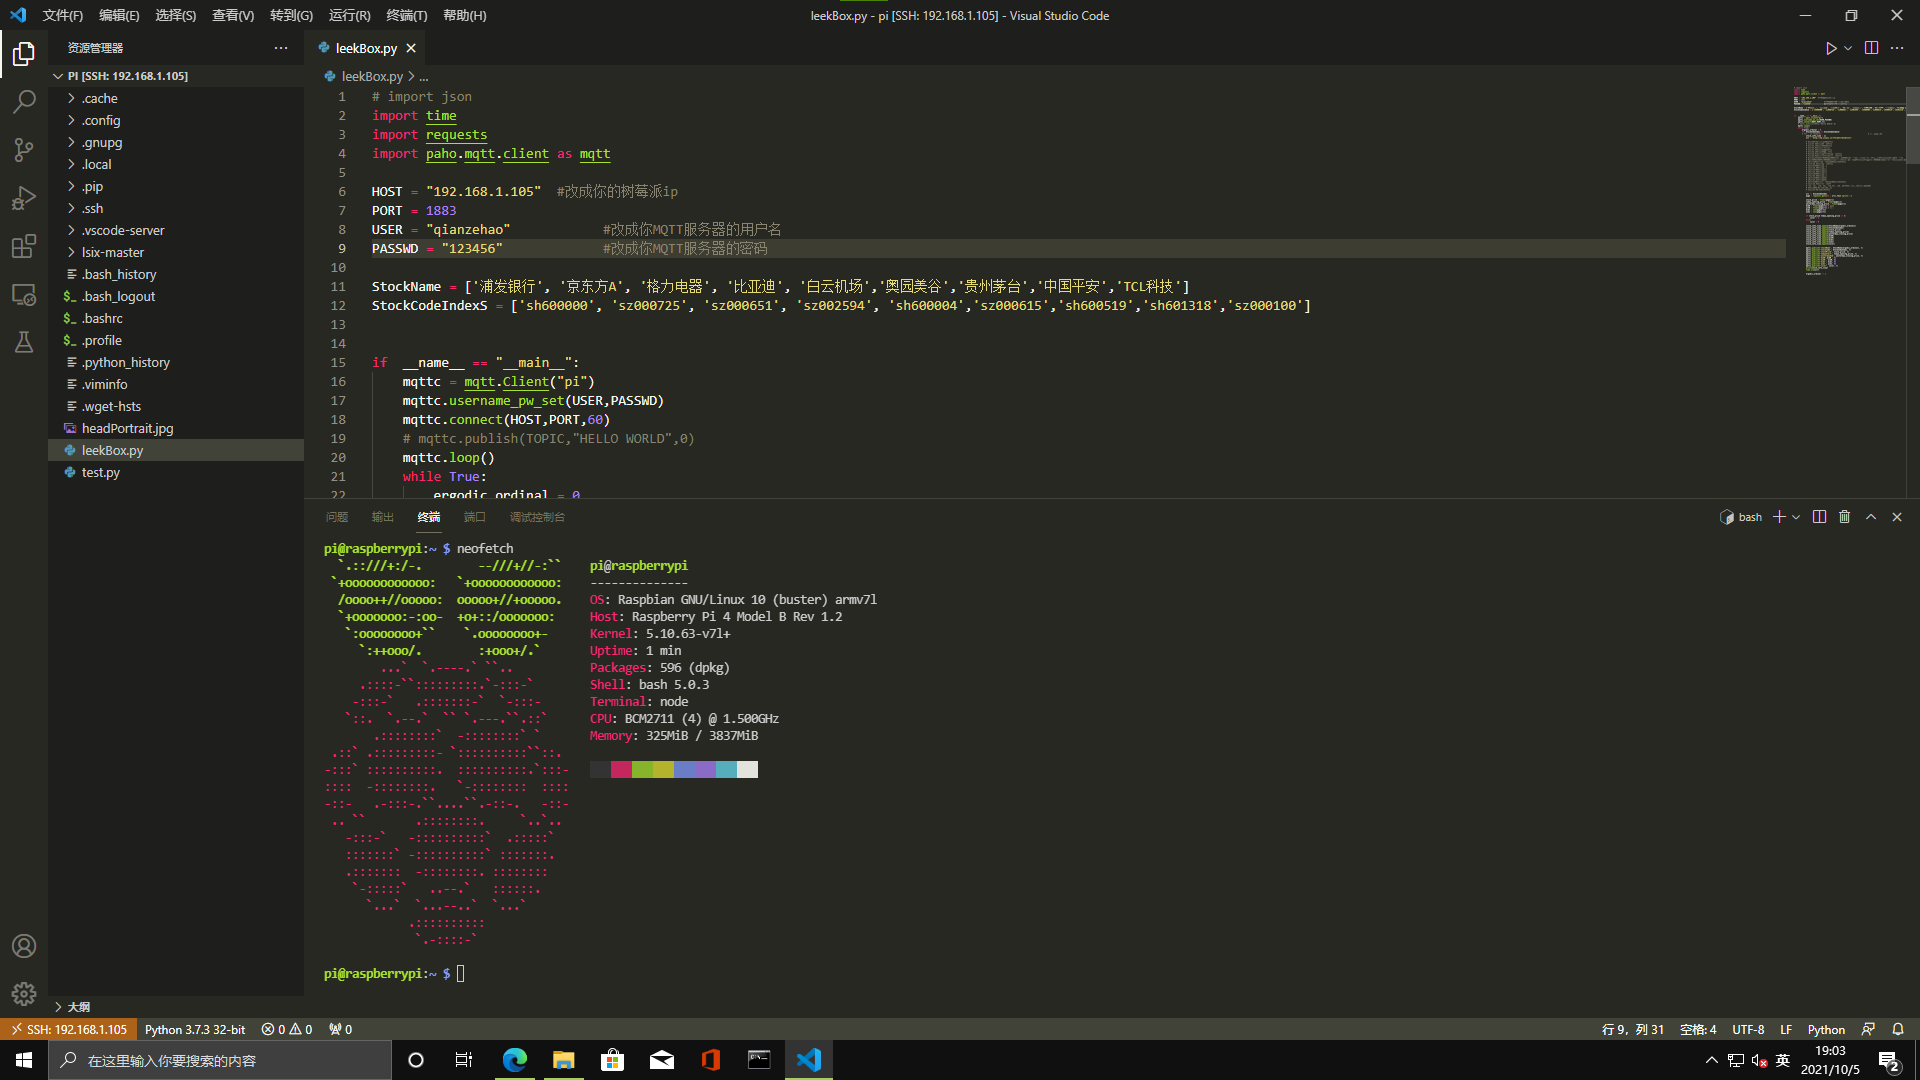 文件(F) 编辑(E) 选择(S) 查看(V) 转到(G) 运行(R) 终端(T) 帮助(H)
leekBox.py - pi [SSH: 192.168.1.105] - Visual Studio Code
资源管理器
PI [SSH: 192.168.1.105]
.cache
.config
.gnupg
.local
.pip
.ssh
.vscode-server
lsix-master
.bash_history
.bash_logout
.bashrc
.profile
.python_history
.viminfo
.wget-hsts
headPortrait.jpg
leekBox.py
test.py
大纲
leekBox.py
leekBox.py > ...
1 # import json
2 import time
3 import requests
4 import paho.mqtt.client as mqtt
5
6 HOST = "192.168.1.105" #改成你的树莓派ip
7 PORT = 1883
8 USER = "qianzehao" #改成你MQTT服务器的用户名
9 PASSWD = "123456" #改成你MQTT服务器的密码
10
11 StockName = ['浦发银行', '京东方A', '格力电器', '比亚迪', '白云机场','奥园美谷','贵州茅台','中国平安','TCL科技']
12 StockCodeIndexS = ['sh600000', 'sz000725', 'sz000651', 'sz002594', 'sh600004','sz000615','sh600519','sh601318','sz000100']
13
14
15 if __name__ == "__main__":
16 mqttc = mqtt.Client("pi")
17 mqttc.username_pw_set(USER,PASSWD)
18 mqttc.connect(HOST,PORT,60)
19 # mqttc.publish(TOPIC,"HELLO WORLD",0)
20 mqttc.loop()
21 while True:
22 ergodic_ordinal = 0
问题 输出 终端 端口 调试控制台
bash
pi@raspberrypi:~ $ neofetch
pi@raspberrypi
--------------
OS: Raspbian GNU/Linux 10 (buster) armv7l
Host: Raspberry Pi 4 Model B Rev 1.2
Kernel: 5.10.63-v7l+
Uptime: 1 min
Packages: 596 (dpkg)
Shell: bash 5.0.3
Terminal: node
CPU: BCM2711 (4) @ 1.500GHz
Memory: 325MiB / 3837MiB
pi@raspberrypi:~ $
SSH: 192.168.1.105 Python 3.7.3 32-bit 0 0 0
行 9，列 31 空格: 4 UTF-8 LF Python
在这里输入你要搜索的内容
英
19:03
2021/10/5
2